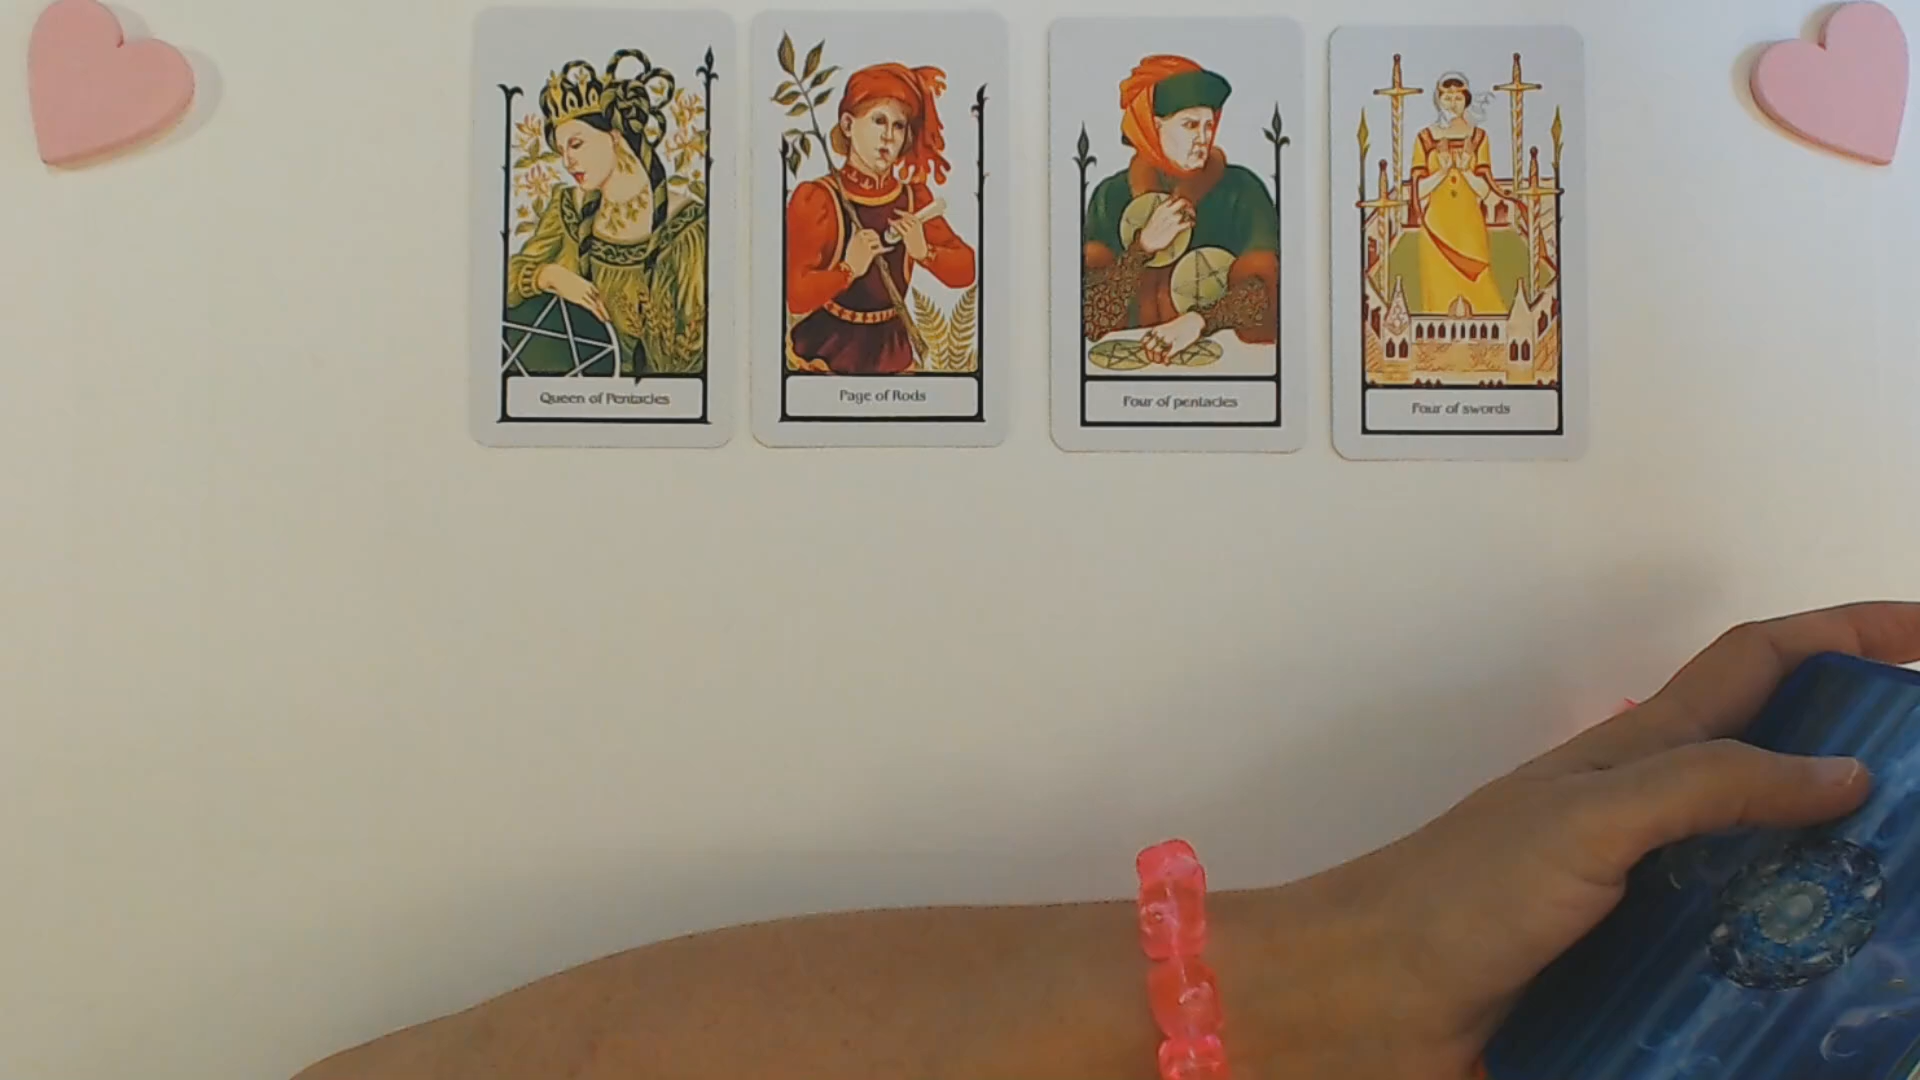 Queen of Pentacles
Page of Rods
Four of pentacles
Four of swords